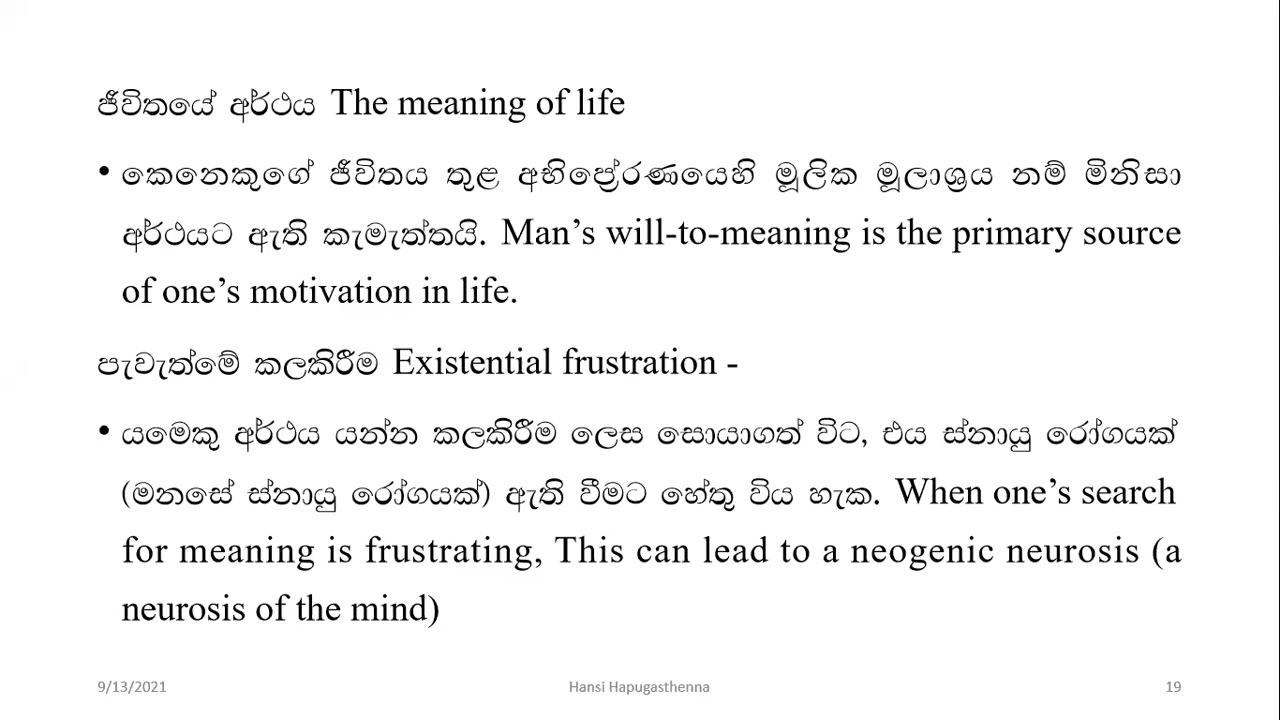 ජීවිතයේ අර්ථය The meaning of life
• කෙනෙකුගේ ජීවිතය තුළ අභිප්‍රේරණයෙහි මූලික මූලාශ්‍රය නම් මිනිසා
අර්ථයට ඇති කැමැත්තයි. Man’s will-to-meaning is the primary source
of one’s motivation in life.
පැවැත්මේ කලකිරීම Existential frustration -
• යමෙකු අර්ථය යන්න කලකිරීම ලෙස සොයාගත් විට, එය ස්නායු රෝගයක්
(මනසේ ස්නායු රෝගයක්) ඇති වීමට හේතු විය හැක. When one’s search
for meaning is frustrating, This can lead to a neogenic neurosis (a
neurosis of the mind)
9/13/2021 Hansi Hapugasthenna 19